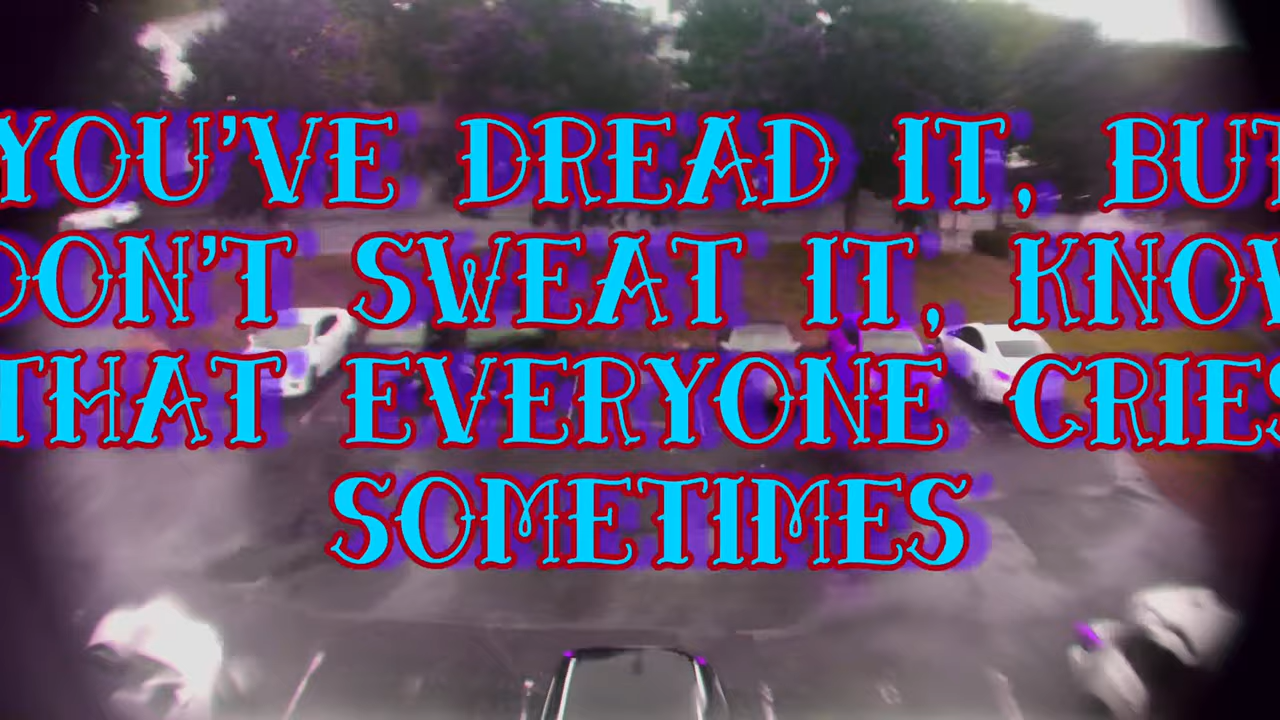 YOU'VE DREAD IT, BUT
DON'T SWEAT IT, KNOW
THAT EVERYONE CRIES
SOMETIMES